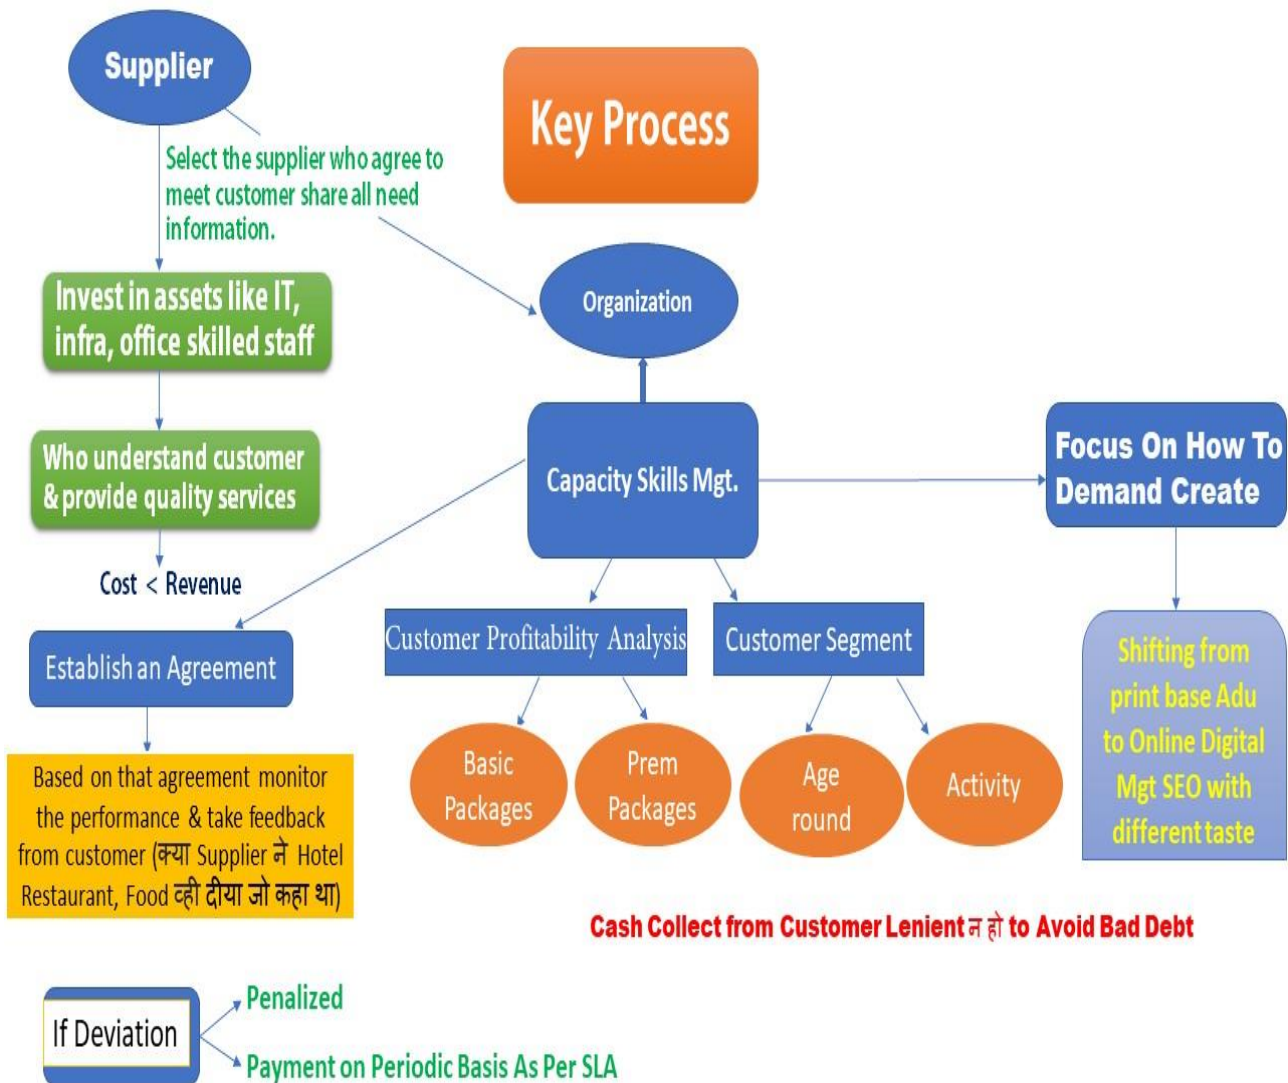 Supplier
Key Process
Select the supplier who agree to
meet customer share all need
information.
Organization
Invest in assets like IT,
infra, office skilled staff
Who understand customer
& provide quality services
Cost < Revenue
Capacity Skills Mgt.
Focus On How To
Demand Create
Establish an Agreement
Customer Profitability Analysis
Customer Segment
Shifting from
print base Adu
to Online Digital
Mgt SEO with
different taste
Basic
Packages
Prem
Packages
Age
round
Activity
Based on that agreement monitor
the performance & take feedback
from customer (क्या Supplier ने Hotel
Restaurant, Food व्ही दीया जो कहा था)
Cash Collect from Customer Lenient न हो to Avoid Bad Debt
If Deviation
Penalized
Payment on Periodic Basis As Per SLA